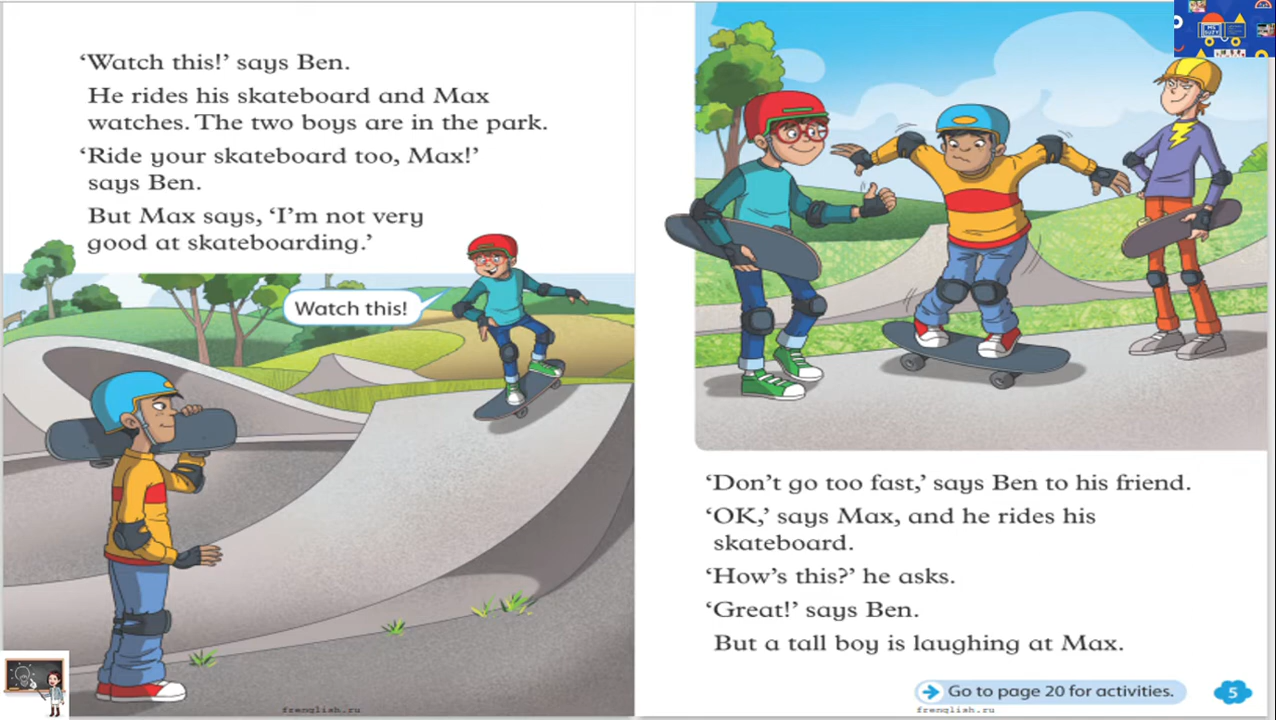 ‘Watch this!’ says Ben.
He rides his skateboard and Max
watches. The two boys are in the park.
‘Ride your skateboard too, Max!’
says Ben.
But Max says, ‘I’m not very
good at skateboarding.’
Watch this!
frenglish.ru
‘Don’t go too fast,’ says Ben to his friend.
‘OK,’ says Max, and he rides his
skateboard.
‘How’s this?’ he asks.
‘Great!’ says Ben.
But a tall boy is laughing at Max.
Go to page 20 for activities.
5
frenglish.ru